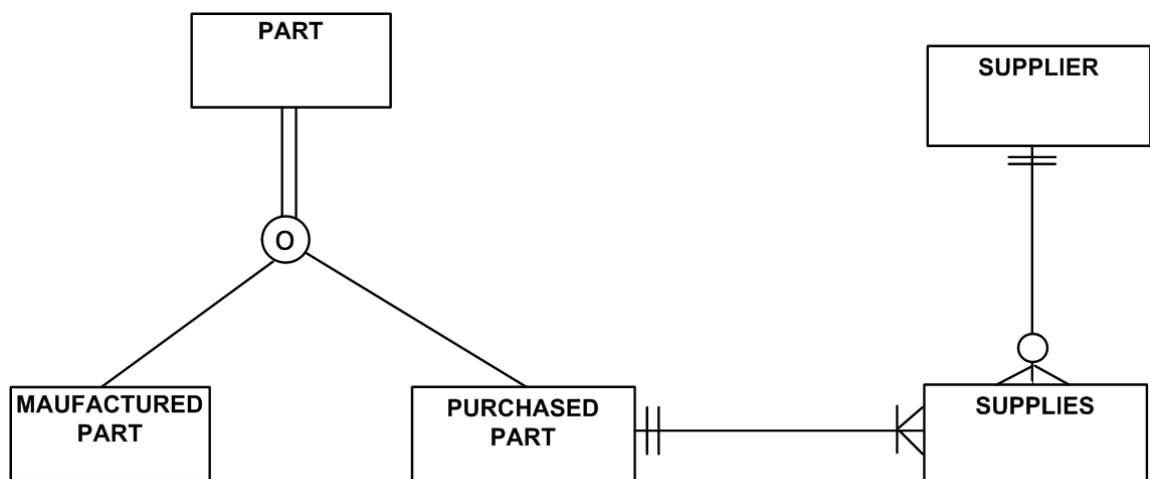 PART
SUPPLIER
O
MAUFACTURED
PART
PURCHASED
PART
SUPPLIES